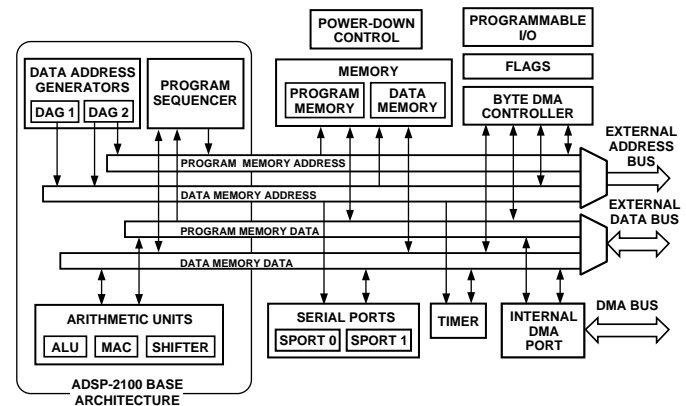 POWER-DOWN
CONTROL
PROGRAMMABLE
I/O
FLAGS
DATA ADDRESS
GENERATORS
DAG 1
DAG 2
PROGRAM
SEQUENCER
MEMORY
PROGRAM
MEMORY
DATA
MEMORY
BYTE DMA
CONTROLLER
EXTERNAL
ADDRESS
BUS
PROGRAM MEMORY ADDRESS
DATA MEMORY ADDRESS
EXTERNAL
DATA BUS
PROGRAM MEMORY DATA
DATA MEMORY DATA
ARITHMETIC UNITS
ALU
MAC
SHIFTER
SERIAL PORTS
SPORT 0
SPORT 1
TIMER
INTERNAL
DMA
PORT
DMA BUS
ADSP-2100 BASE
ARCHITECTURE